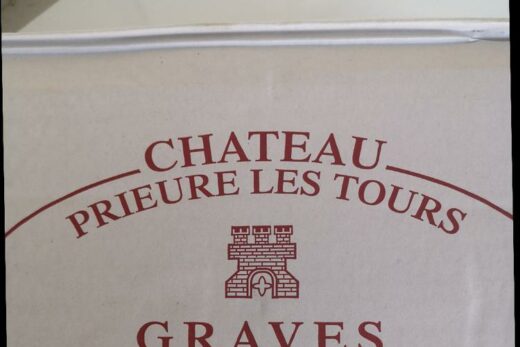 CHATEAU
PRIEURE LES TOURS
GRAVES